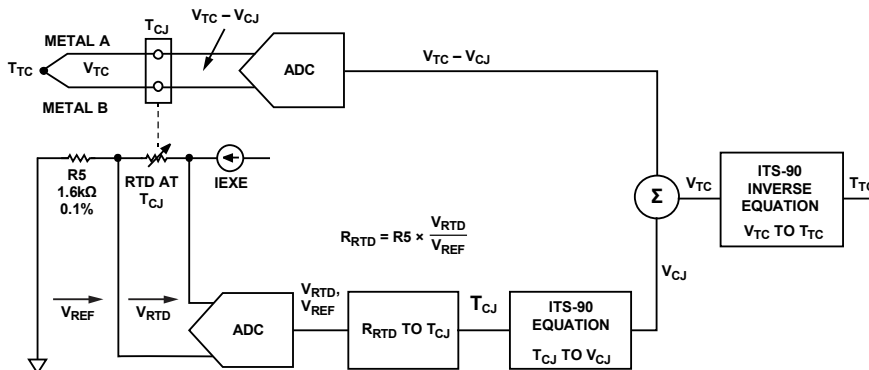 METAL A
T_TC
V_TC
METAL B
T_CJ
V_TC – V_CJ
ADC
V_TC – V_CJ
R5
1.6kΩ
0.1%
RTD AT
T_CJ
IEXE
R_RTD = R5 × V_RTD / V_REF
V_REF
V_RTD
ADC
V_RTD,
V_REF
R_RTD TO T_CJ
T_CJ
ITS-90
EQUATION
T_CJ TO V_CJ
V_CJ
Σ
V_TC
ITS-90
INVERSE
EQUATION
V_TC TO T_TC
T_TC